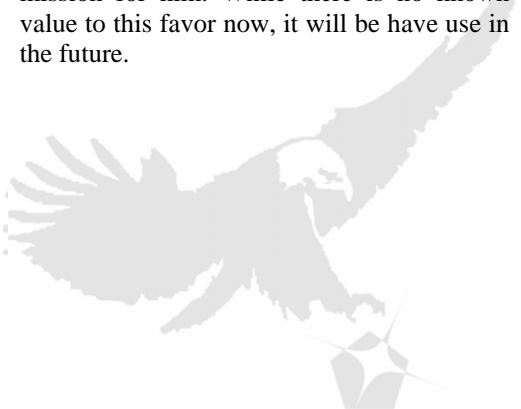 mission for him. While there is no known
value to this favor now, it will be have use in
the future.